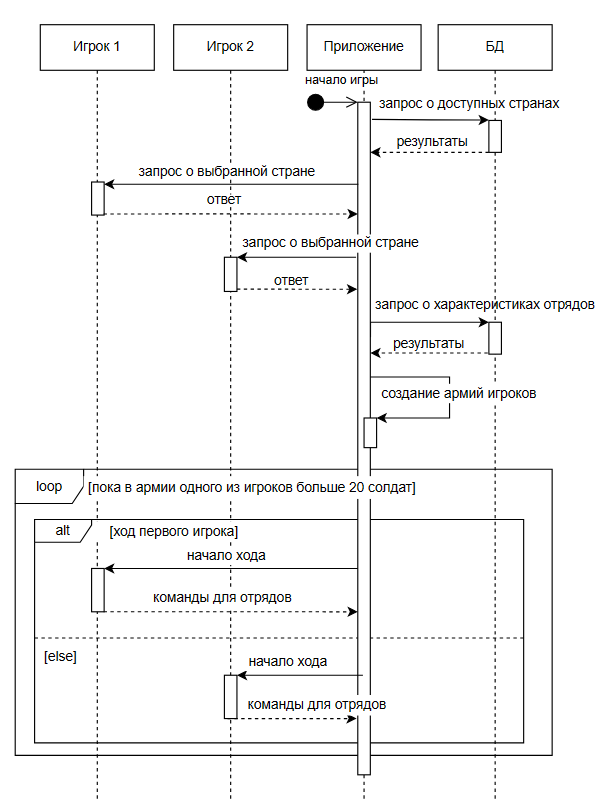 Игрок 1
Игрок 2
Приложение
БД
начало игры
запрос о доступных странах
результаты
запрос о выбранной стране
ответ
запрос о выбранной стране
ответ
запрос о характеристиках отрядов
результаты
создание армий игроков
loop
[пока в армии одного из игроков больше 20 солдат]
alt
[ход первого игрока]
начало хода
команды для отрядов
[else]
начало хода
команды для отрядов